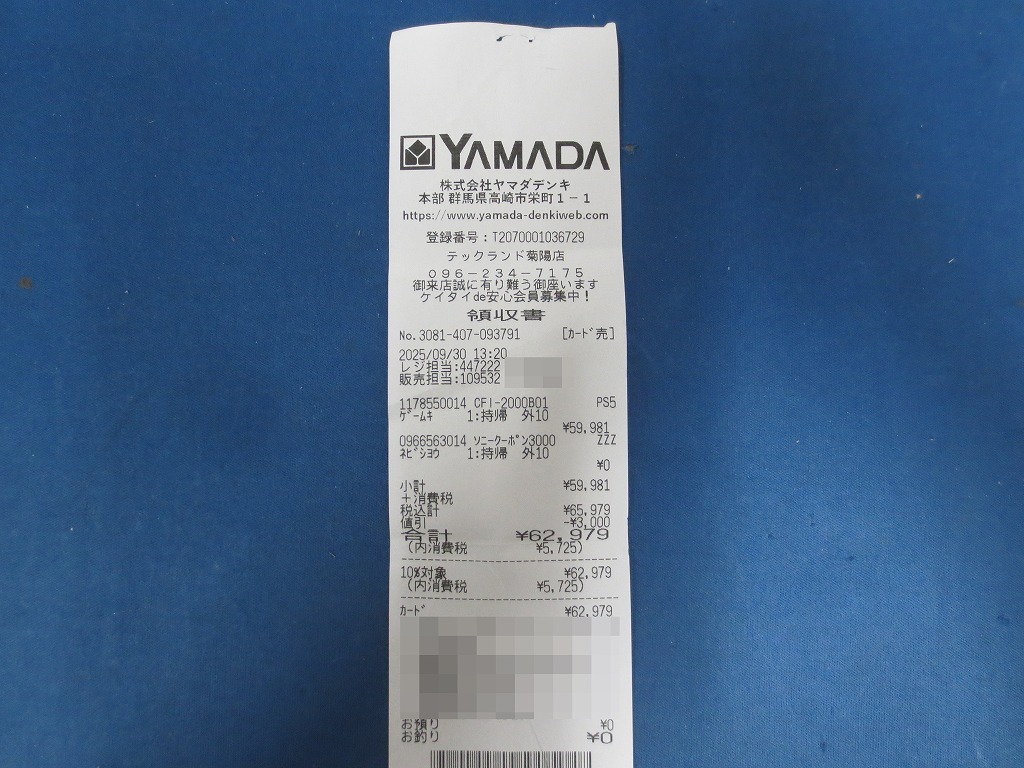 YAMADA
株式会社ヤマダデンキ
本部 群馬県高崎市栄町1-1
https://www.yamada-denkiweb.com
登録番号：T2070001036729
テックランド菊陽店
096-234-7175
御来店誠に有り難う御座います
ケイタイde安心会員募集中！
領収書
No.3081-407-093791 [カード売]
2025/09/30 13:20
レジ担当:447222
販売担当:109532
1178550014 CFI-2000B01 PS5
ゲームキ 1:持帰 外10
¥59,981
0966563014 ソニークーポン3000 ZZZ
ネビショウ 1:持帰 外10
¥0
小計 ¥59,981
+消費税
税込計 ¥65,979
値引 -¥3,000
合計 ¥62,979
(内消費税 ¥5,725)
10%対象 ¥62,979
(内消費税 ¥5,725)
カード ¥62,979
お預り ¥0
お釣り ¥0